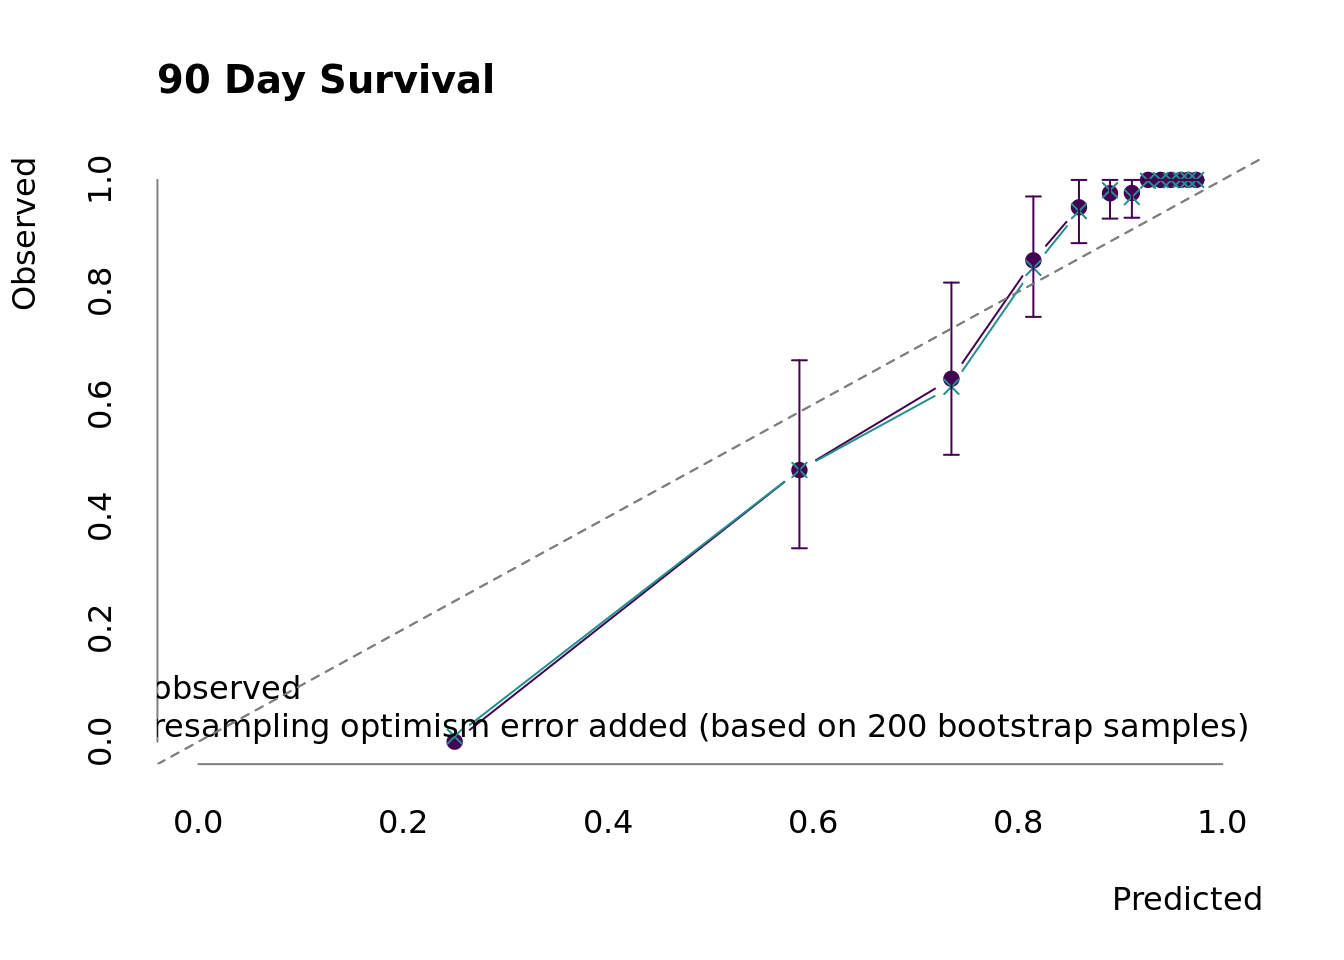 90 Day Survival
Observed
1.0
0.8
0.6
0.4
0.2
0.0
observed
resampling optimism error added (based on 200 bootstrap samples)
0.0 0.2 0.4 0.6 0.8 1.0
Predicted